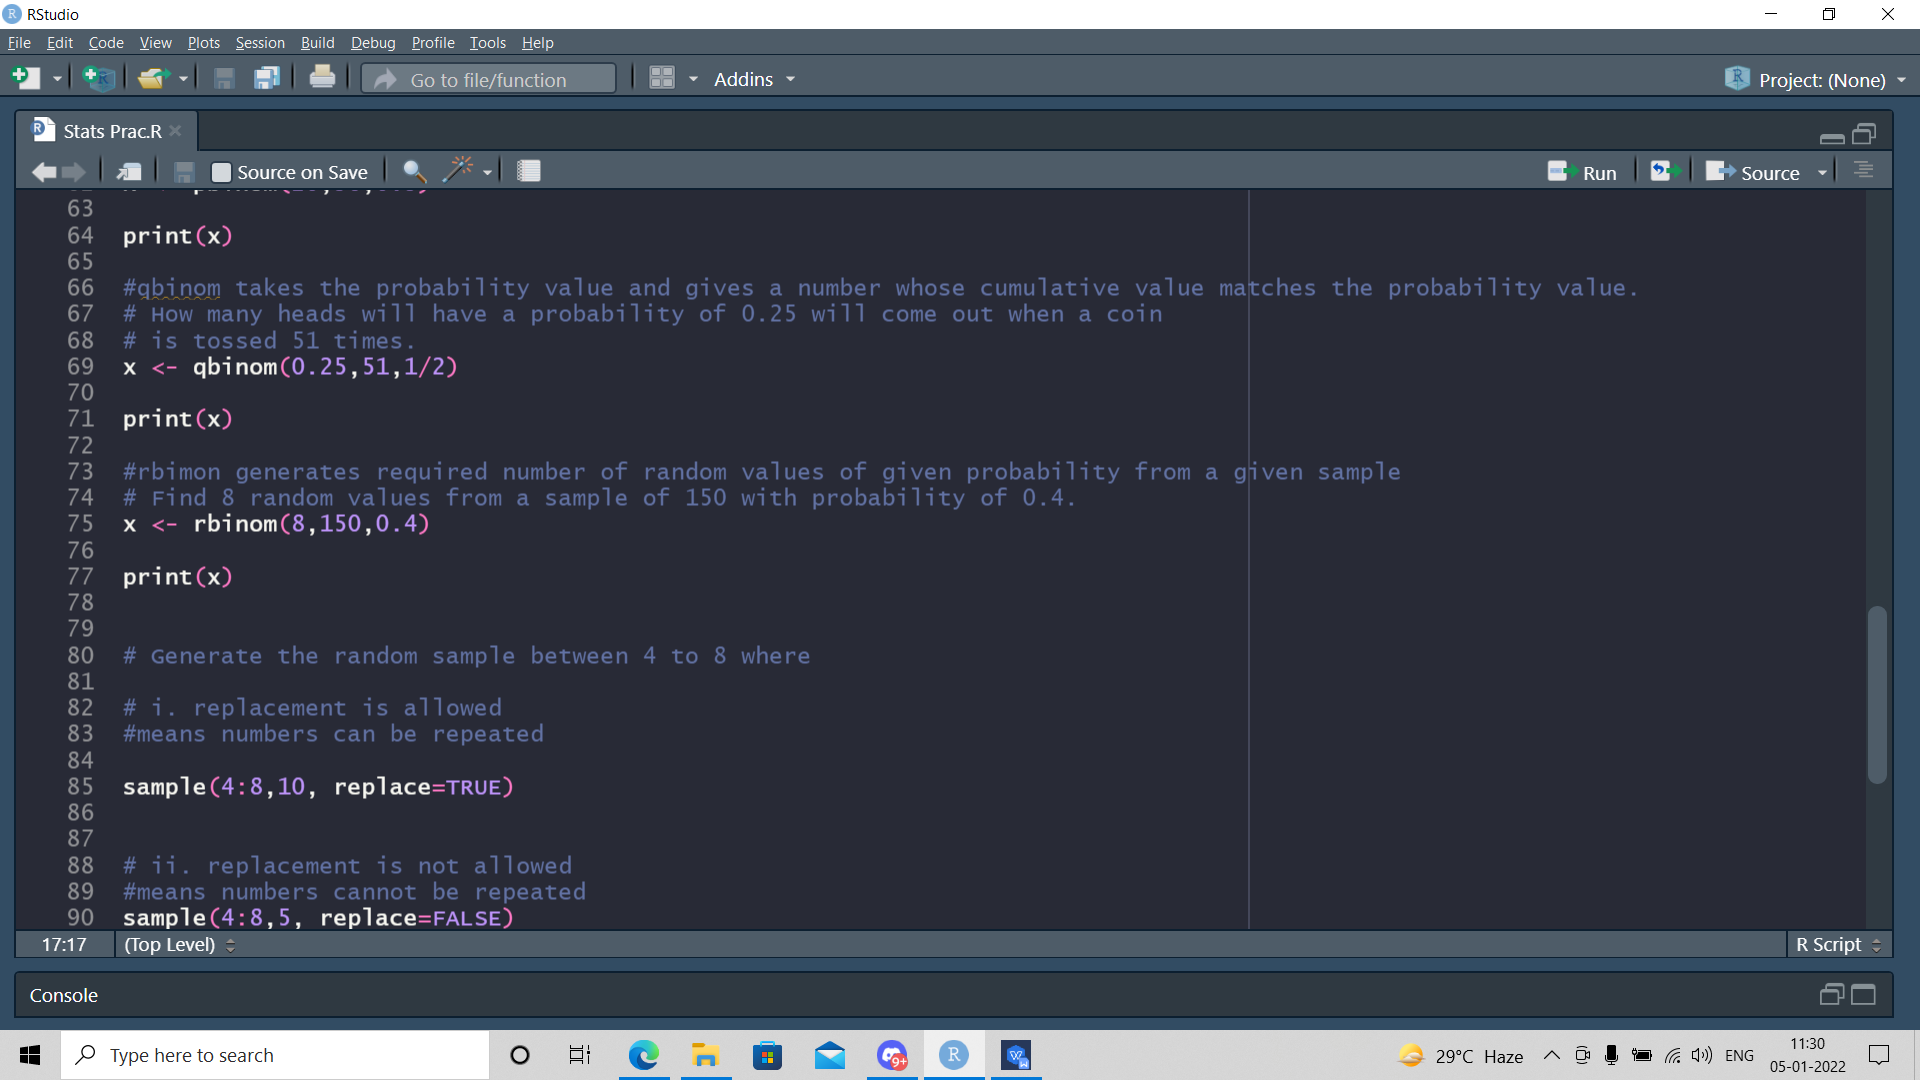 RStudio
File Edit Code View Plots Session Build Debug Profile Tools Help
Go to file/function Addins Project: (None)
Stats Prac.R
Source on Save Run Source
63
64 print(x)
65
66 #qbinom takes the probability value and gives a number whose cumulative value matches the probability value.
67 # How many heads will have a probability of 0.25 will come out when a coin
68 # is tossed 51 times.
69 x <- qbinom(0.25,51,1/2)
70
71 print(x)
72
73 #rbimon generates required number of random values of given probability from a given sample
74 # Find 8 random values from a sample of 150 with probability of 0.4.
75 x <- rbinom(8,150,0.4)
76
77 print(x)
78
79
80 # Generate the random sample between 4 to 8 where
81
82 # i. replacement is allowed
83 #means numbers can be repeated
84
85 sample(4:8,10, replace=TRUE)
86
87
88 # ii. replacement is not allowed
89 #means numbers cannot be repeated
90 sample(4:8,5, replace=FALSE)
17:17 (Top Level) R Script
Console
Type here to search 9+ R W 29°C Haze ENG 11:30
05-01-2022